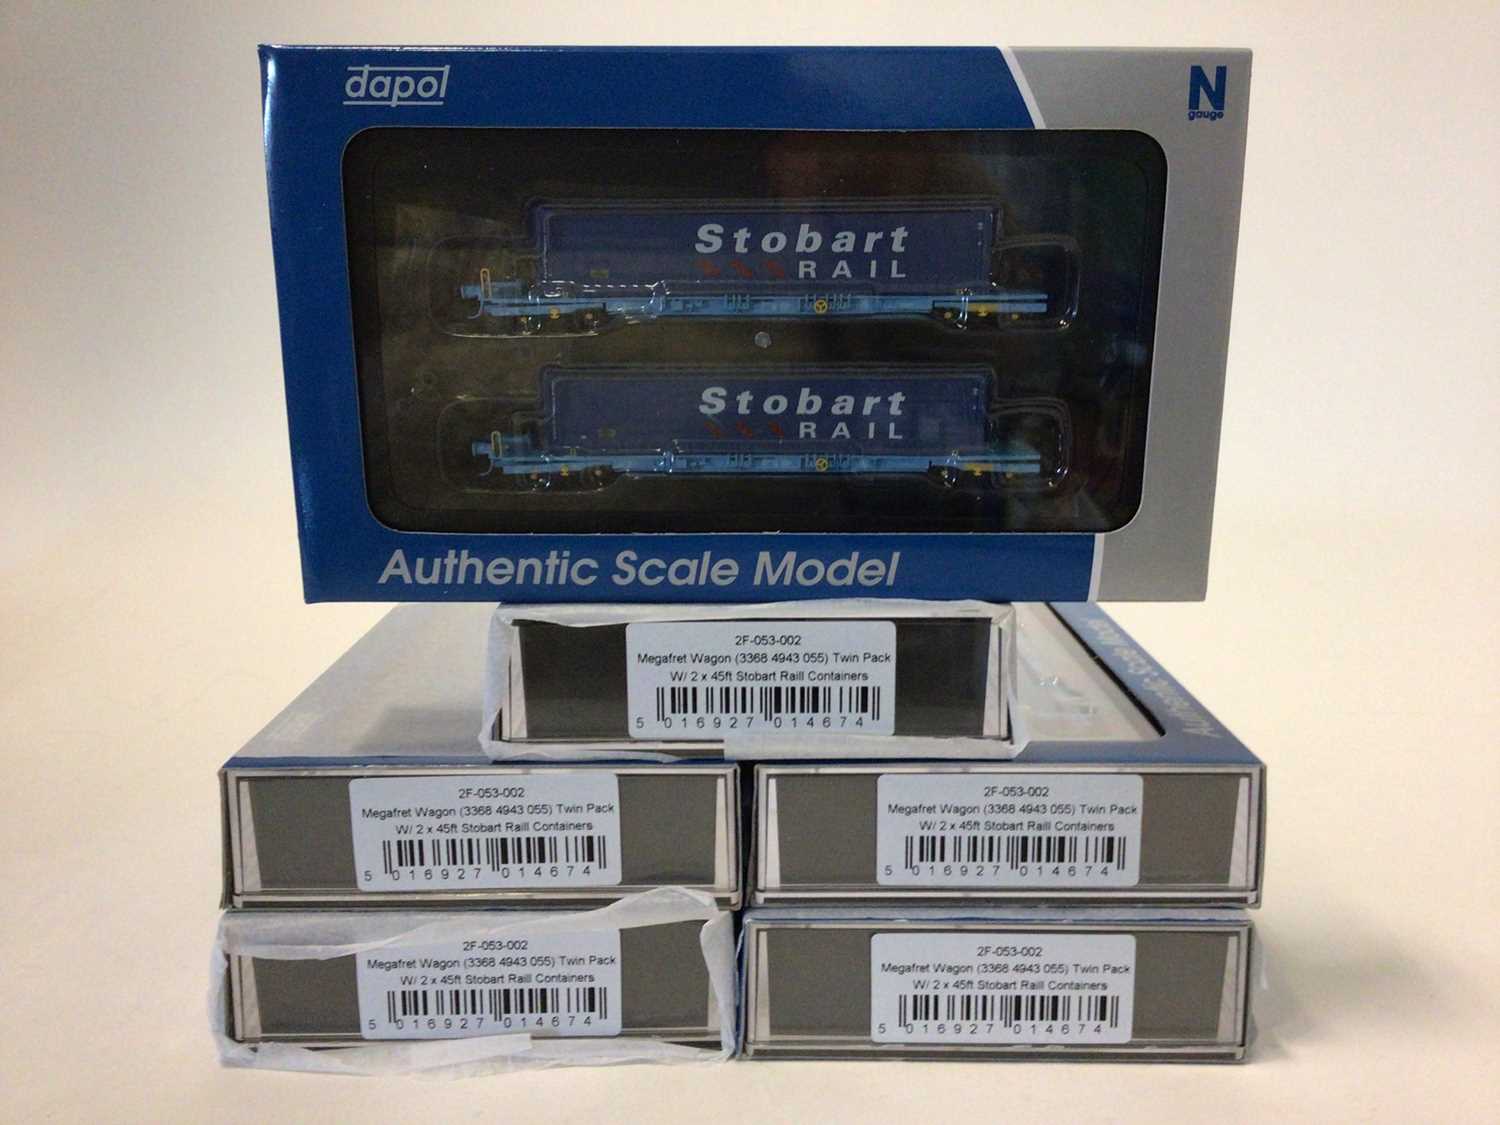 dapol
N
gauge
Stobart
RAIL
Stobart
RAIL
Authentic Scale Model
2F-053-002
Megafret Wagon (3368 4943 055) Twin Pack
W/ 2 x 45ft Stobart Raill Containers
5 016927 014674
2F-053-002
Megafret Wagon (3368 4943 055) Twin Pack
W/ 2 x 45ft Stobart Raill Containers
5 016927 014674
2F-053-002
Megafret Wagon (3368 4943 055) Twin Pack
W/ 2 x 45ft Stobart Raill Containers
5 016927 014674
2F-053-002
Megafret Wagon (3368 4943 055) Twin Pack
W/ 2 x 45ft Stobart Raill Containers
5 016927 014674
2F-053-002
Megafret Wagon (3368 4943 055) Twin Pack
W/ 2 x 45ft Stobart Raill Containers
5 016927 014674